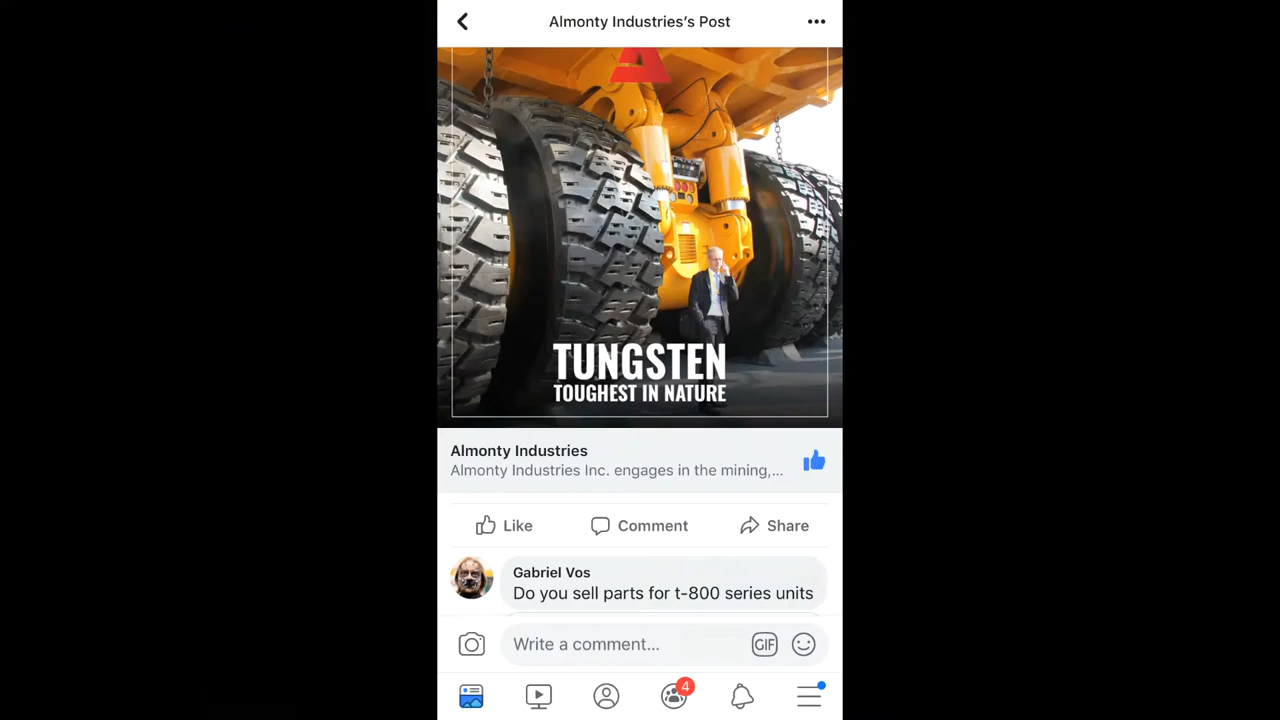 Almonty Industries's Post
TUNGSTEN
TOUGHEST IN NATURE
Almonty Industries
Almonty Industries Inc. engages in the mining,...
Like
Comment
Share
Gabriel Vos
Do you sell parts for t-800 series units
Write a comment...
GIF
4